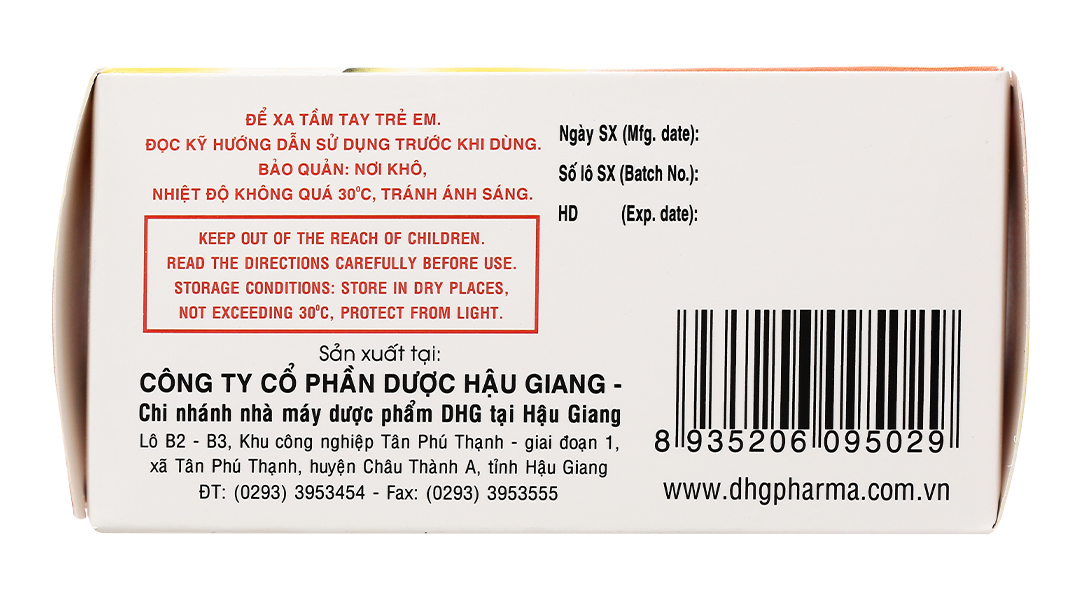 ĐỂ XA TẦM TAY TRẺ EM.
ĐỌC KỸ HƯỚNG DẪN SỬ DỤNG TRƯỚC KHI DÙNG.
BẢO QUẢN: NƠI KHÔ,
NHIỆT ĐỘ KHÔNG QUÁ 30⁰C, TRÁNH ÁNH SÁNG.
KEEP OUT OF THE REACH OF CHILDREN.
READ THE DIRECTIONS CAREFULLY BEFORE USE.
STORAGE CONDITIONS: STORE IN DRY PLACES,
NOT EXCEEDING 30⁰C, PROTECT FROM LIGHT.
Sản xuất tại:
CÔNG TY CỔ PHẦN DƯỢC HẬU GIANG -
Chi nhánh nhà máy dược phẩm DHG tại Hậu Giang
Lô B2 - B3, Khu công nghiệp Tân Phú Thạnh - giai đoạn 1,
xã Tân Phú Thạnh, huyện Châu Thành A, tỉnh Hậu Giang
ĐT: (0293) 3953454 - Fax: (0293) 3953555
Ngày SX (Mfg. date):
Số lô SX (Batch No.):
HD (Exp. date):
8 935206 095029
www.dhgpharma.com.vn